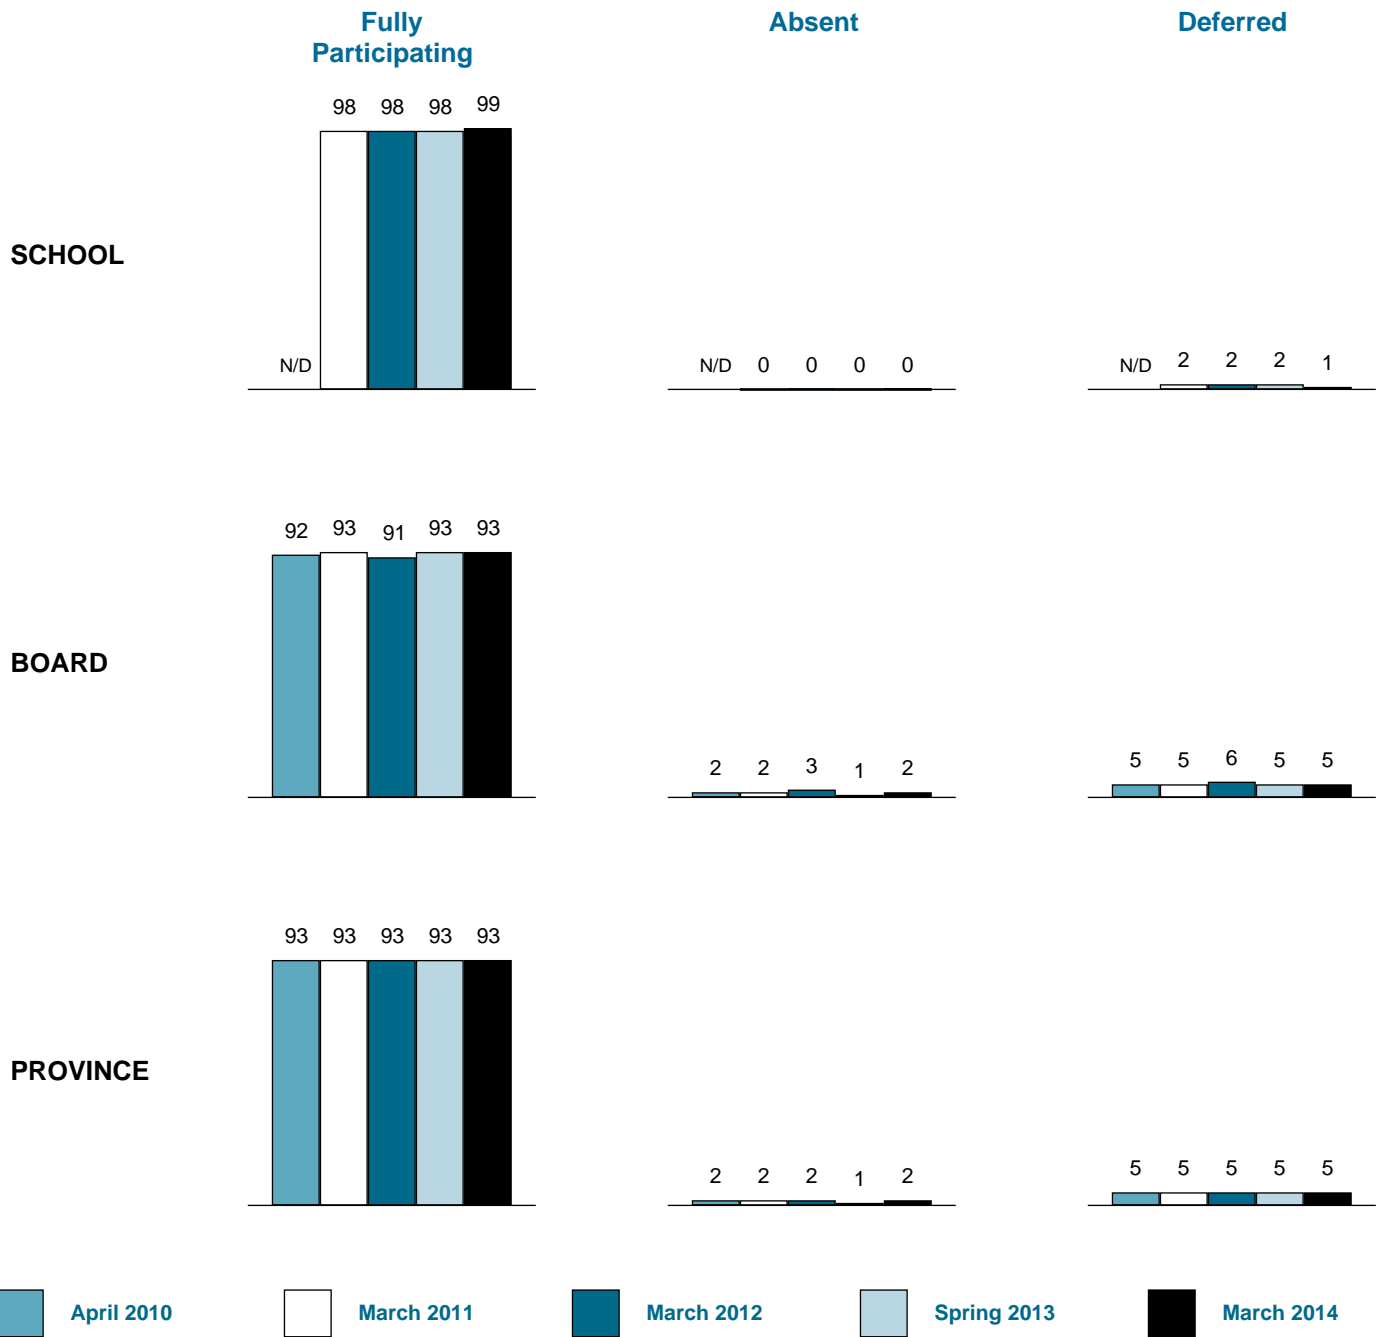 Fully
Participating
Absent
Deferred
98 98 98 99
SCHOOL
N/D
N/D 0 0 0 0
N/D 2 2 2 1
92 93 91 93 93
BOARD
2 2 3 1 2
5 5 6 5 5
93 93 93 93 93
PROVINCE
2 2 2 1 2
5 5 5 5 5
April 2010
March 2011
March 2012
Spring 2013
March 2014